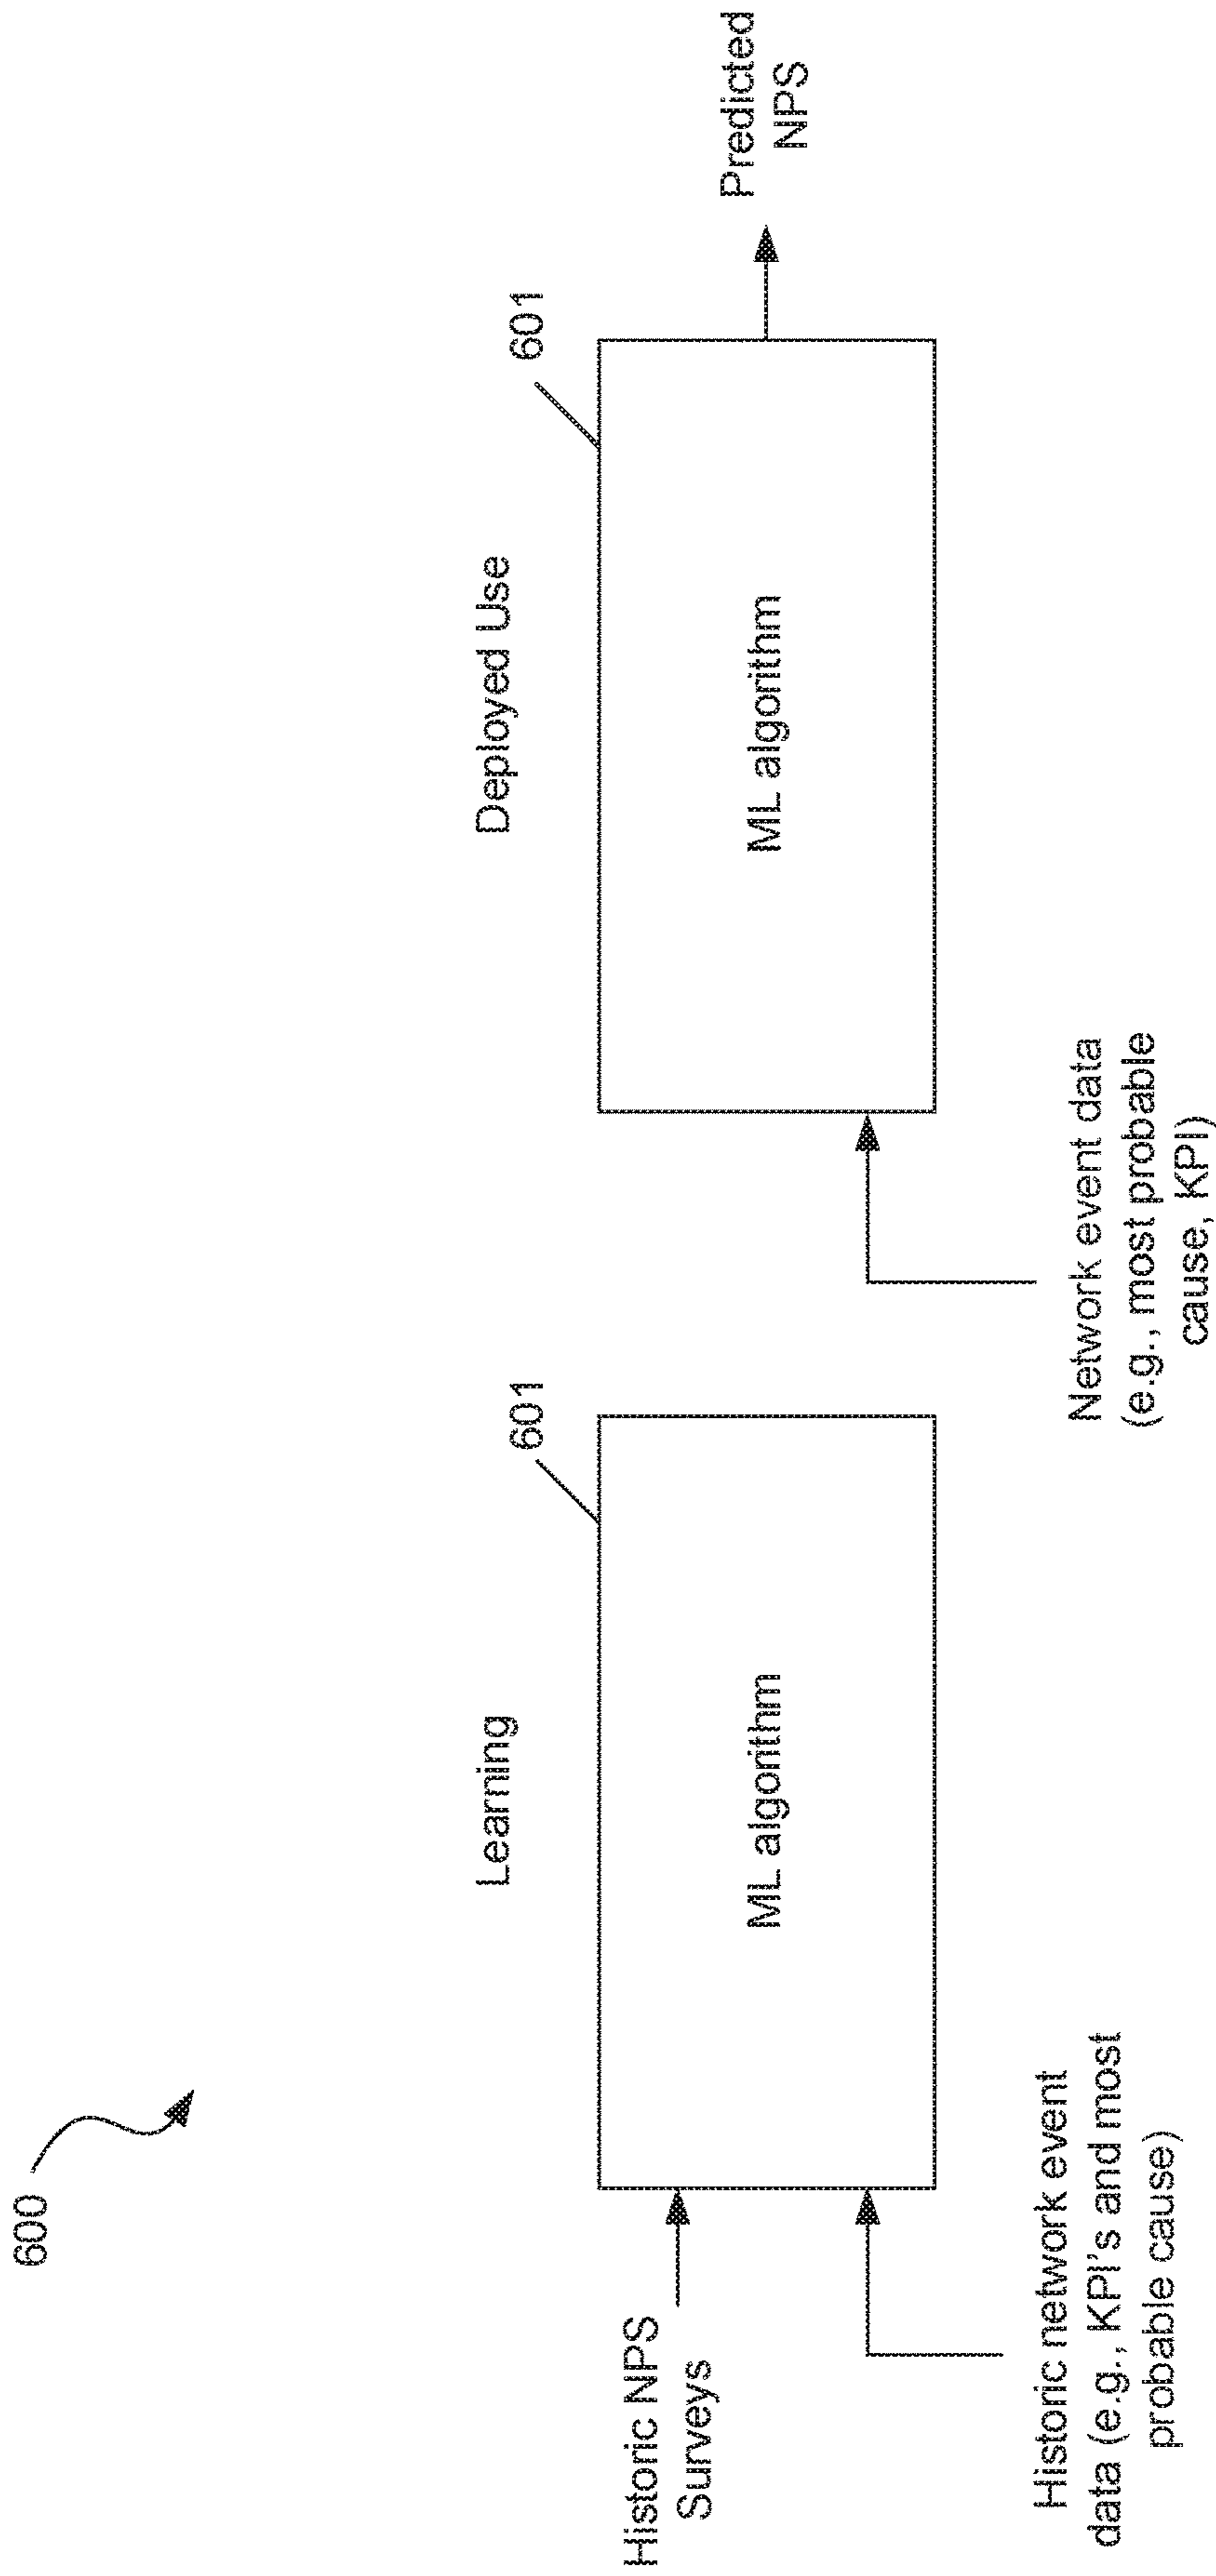 600
Learning
601
Historic NPS
Surveys
ML algorithm
Historic network event
data (e.g., KPI's and most
probable cause)
Deployed Use
601
ML algorithm
Network event data
(e.g., most probable
cause, KPI)
Predicted
NPS